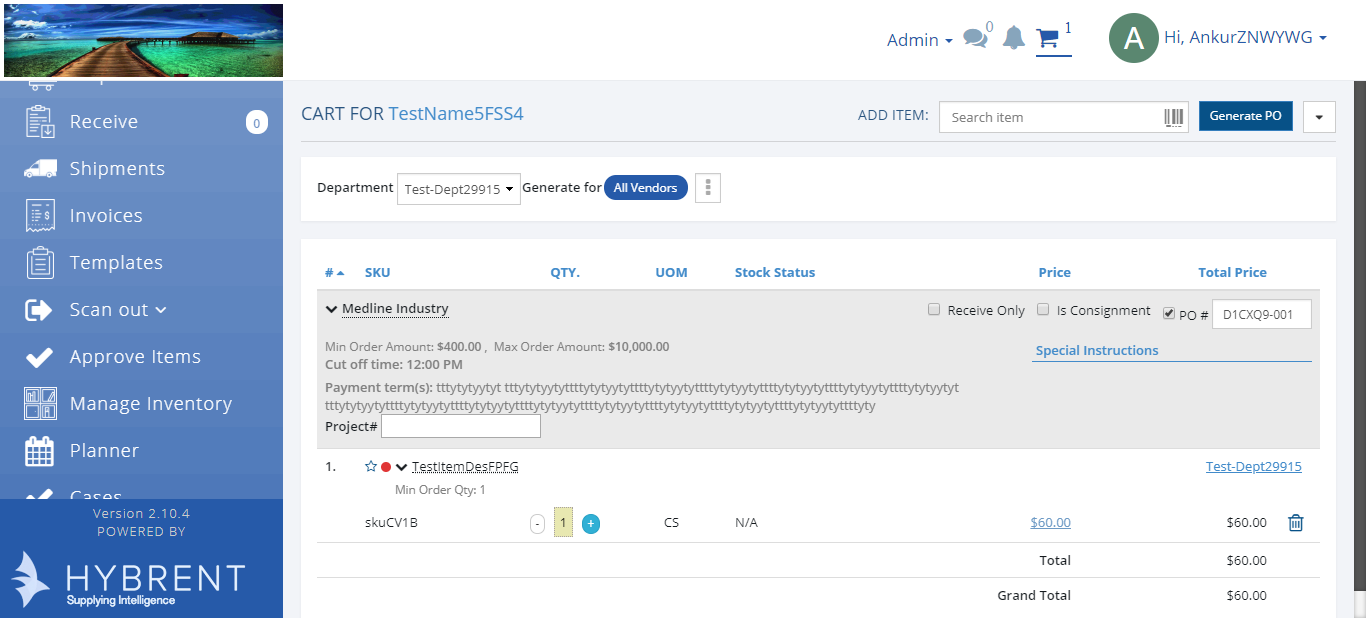 Admin
0
1
A
Hi, AnkurZNWYWG
Receive
0
Shipments
Invoices
Templates
Scan out
Approve Items
Manage Inventory
Planner
Cases
Version 2.10.4
POWERED BY
HYBRENT
Supplying Intelligence
CART FOR TestName5FSS4
ADD ITEM:
Search item
Generate PO
Department
Test-Dept29915
Generate for
All Vendors
# SKU QTY. UOM Stock Status Price Total Price
Medline Industry
Receive Only
Is Consignment
PO #
D1CXQ9-001
Min Order Amount: $400.00 , Max Order Amount: $10,000.00
Special Instructions
Cut off time: 12:00 PM
Payment term(s): tttytytyytyt tttytytyytyttttytytyytyttttytytyytyttttytytyytyttttytytyytyttttytytyytyttttytytyytyt
tttytytyytyttttytytyytyttttytytyytyttttytytyytyttttytytyytyttttytytyytyttttytytyytyttttytytyytyttttyty
Project#
1.
TestItemDesFPFG
Test-Dept29915
Min Order Qty: 1
skuCV1B - 1 + CS N/A $60.00 $60.00
Total $60.00
Grand Total $60.00